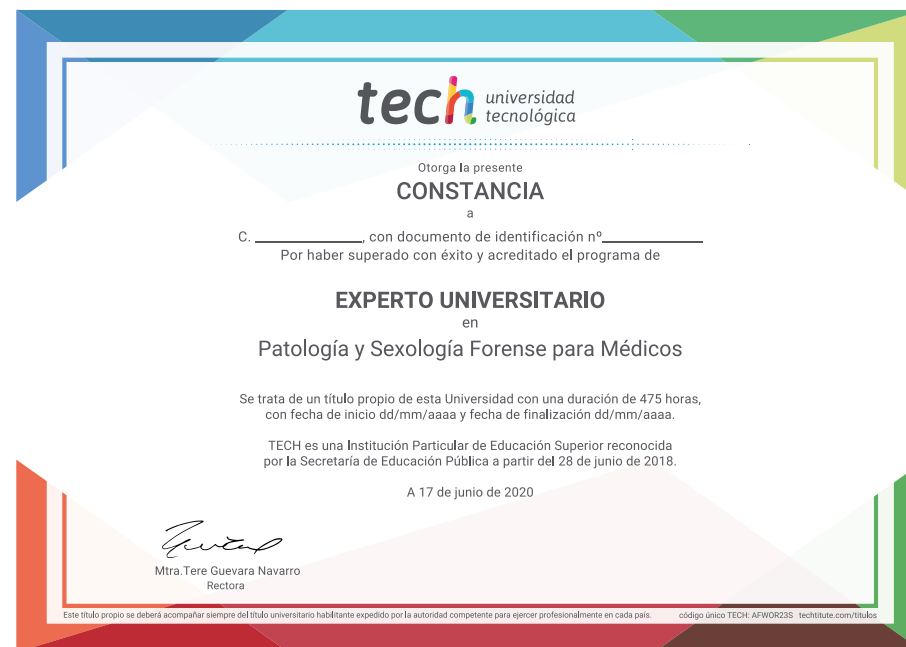 tech universidad
tecnológica
Otorga la presente
CONSTANCIA
a
C. ____________, con documento de identificación nº____________
Por haber superado con éxito y acreditado el programa de
EXPERTO UNIVERSITARIO
en
Patología y Sexología Forense para Médicos
Se trata de un título propio de esta Universidad con una duración de 475 horas,
con fecha de inicio dd/mm/aaaa y fecha de finalización dd/mm/aaaa.
TECH es una Institución Particular de Educación Superior reconocida
por la Secretaría de Educación Pública a partir del 28 de junio de 2018.
A 17 de junio de 2020
Mtra.Tere Guevara Navarro
Rectora
Este título propio se deberá acompañar siempre del título universitario habilitante expedido por la autoridad competente para ejercer profesionalmente en cada país. código único TECH: AFWOR23S techtitute.com/títulos